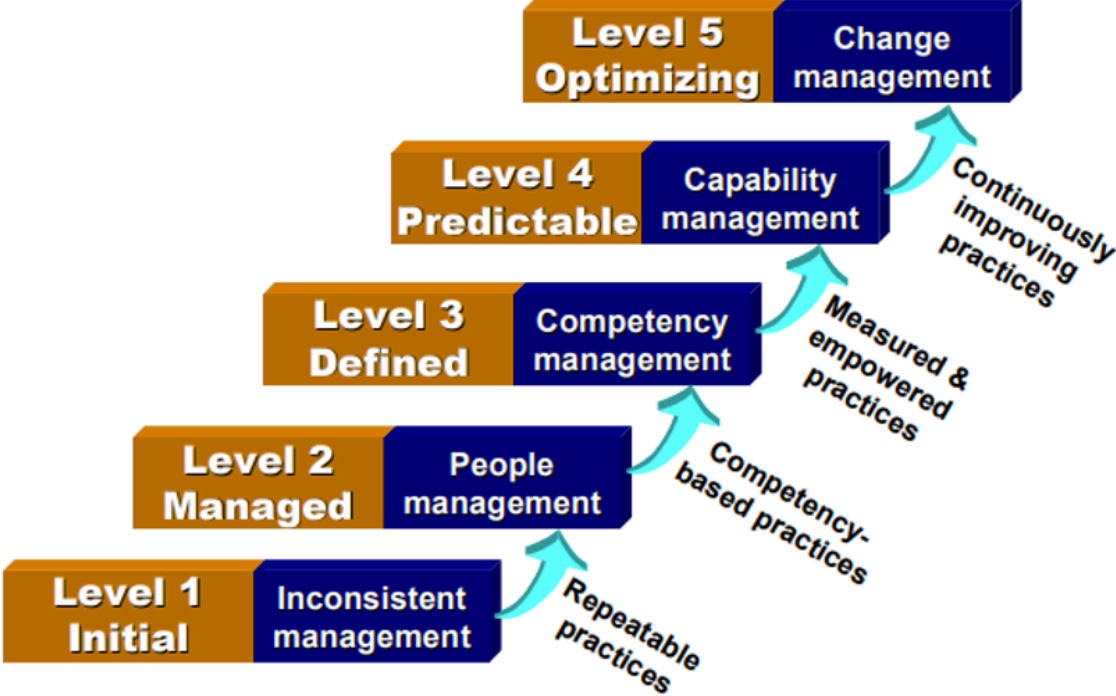 Level 5
Optimizing
Change
management
Continuously
improving
practices
Level 4
Predictable
Capability
management
Measured &
empowered
practices
Level 3
Defined
Competency
management
Competency-
based practices
Level 2
Managed
People
management
Repeatable
practices
Level 1
Initial
Inconsistent
management